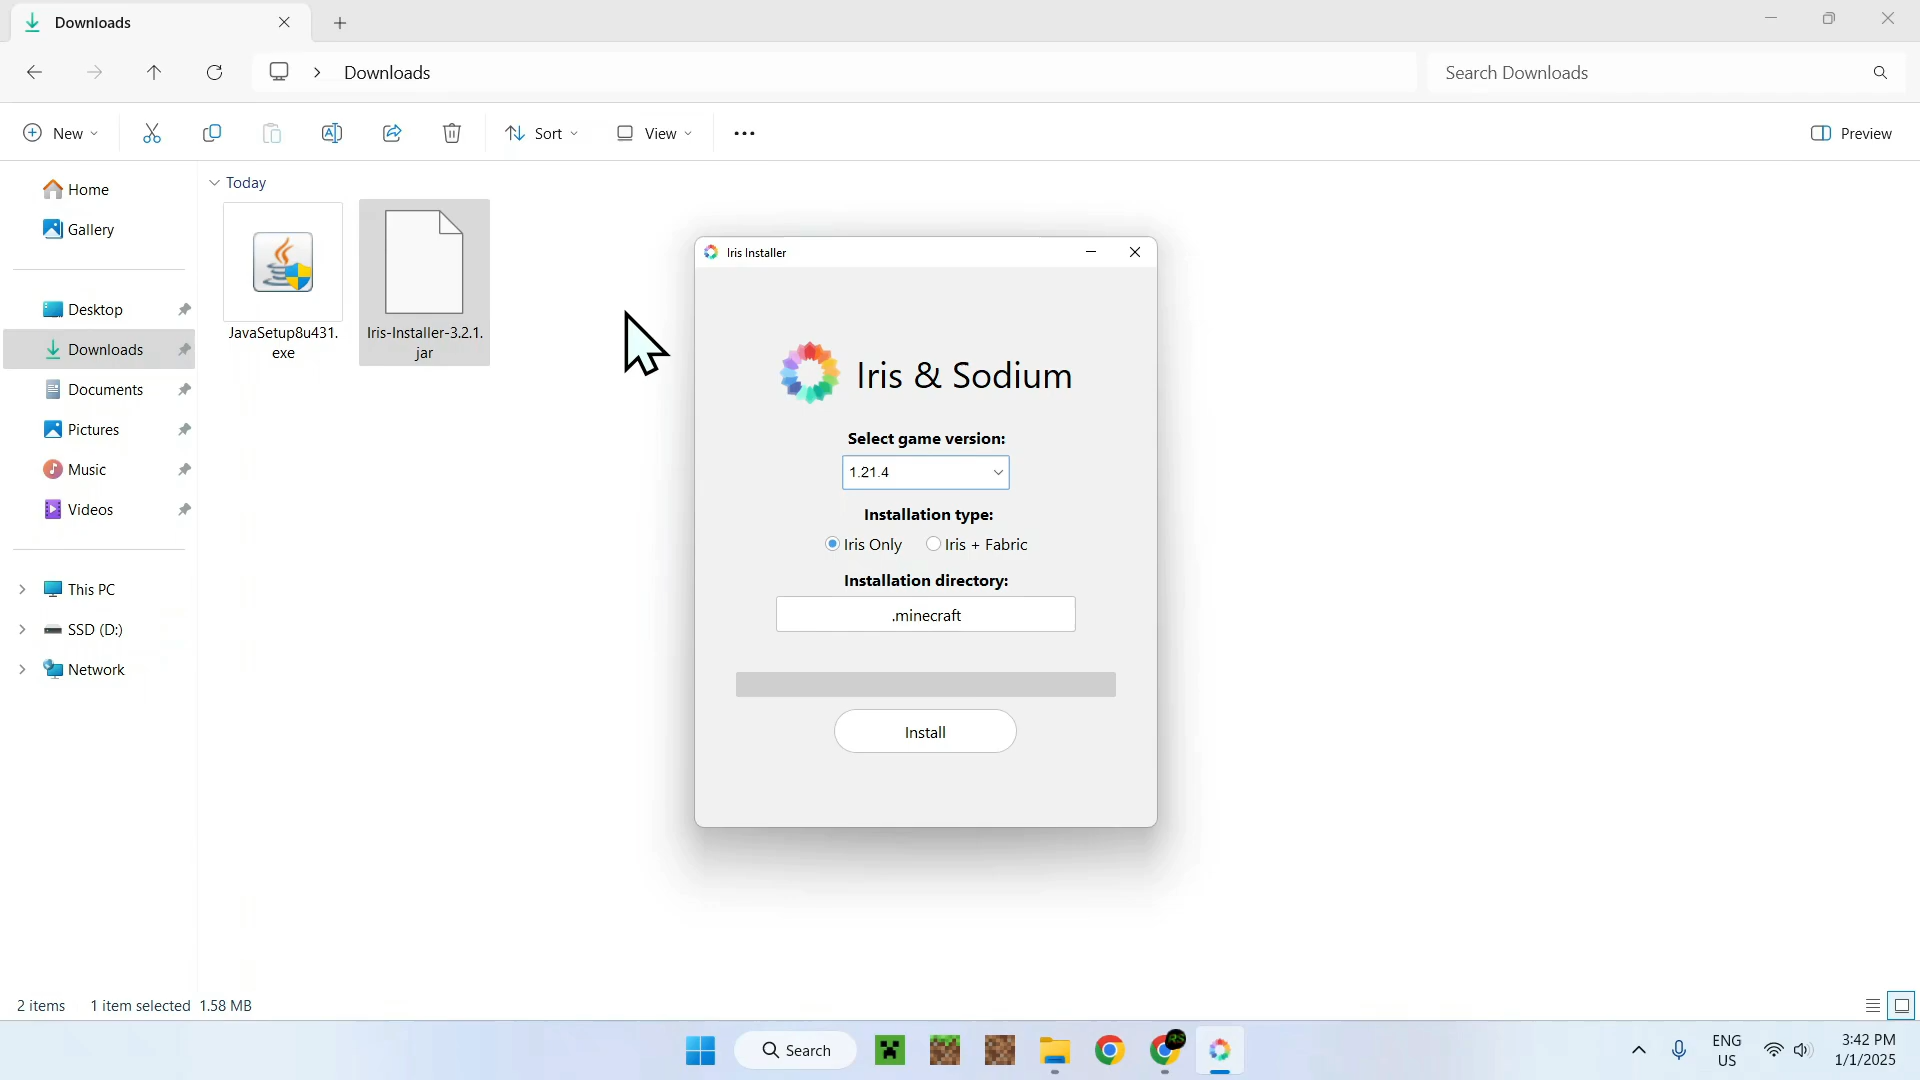 Downloads
Downloads
Search Downloads
New
Sort
View
Preview
Home
Gallery
Desktop
Downloads
Documents
Pictures
Music
Videos
This PC
SSD (D:)
Network
Today
JavaSetup8u431.
exe
Iris-Installer-3.2.1.
jar
Iris Installer
Iris & Sodium
Select game version:
1.21.4
Installation type:
Iris Only
Iris + Fabric
Installation directory:
.minecraft
Install
2 items
1 item selected 1.58 MB
Search
RS
ENG
US
3:42 PM
1/1/2025